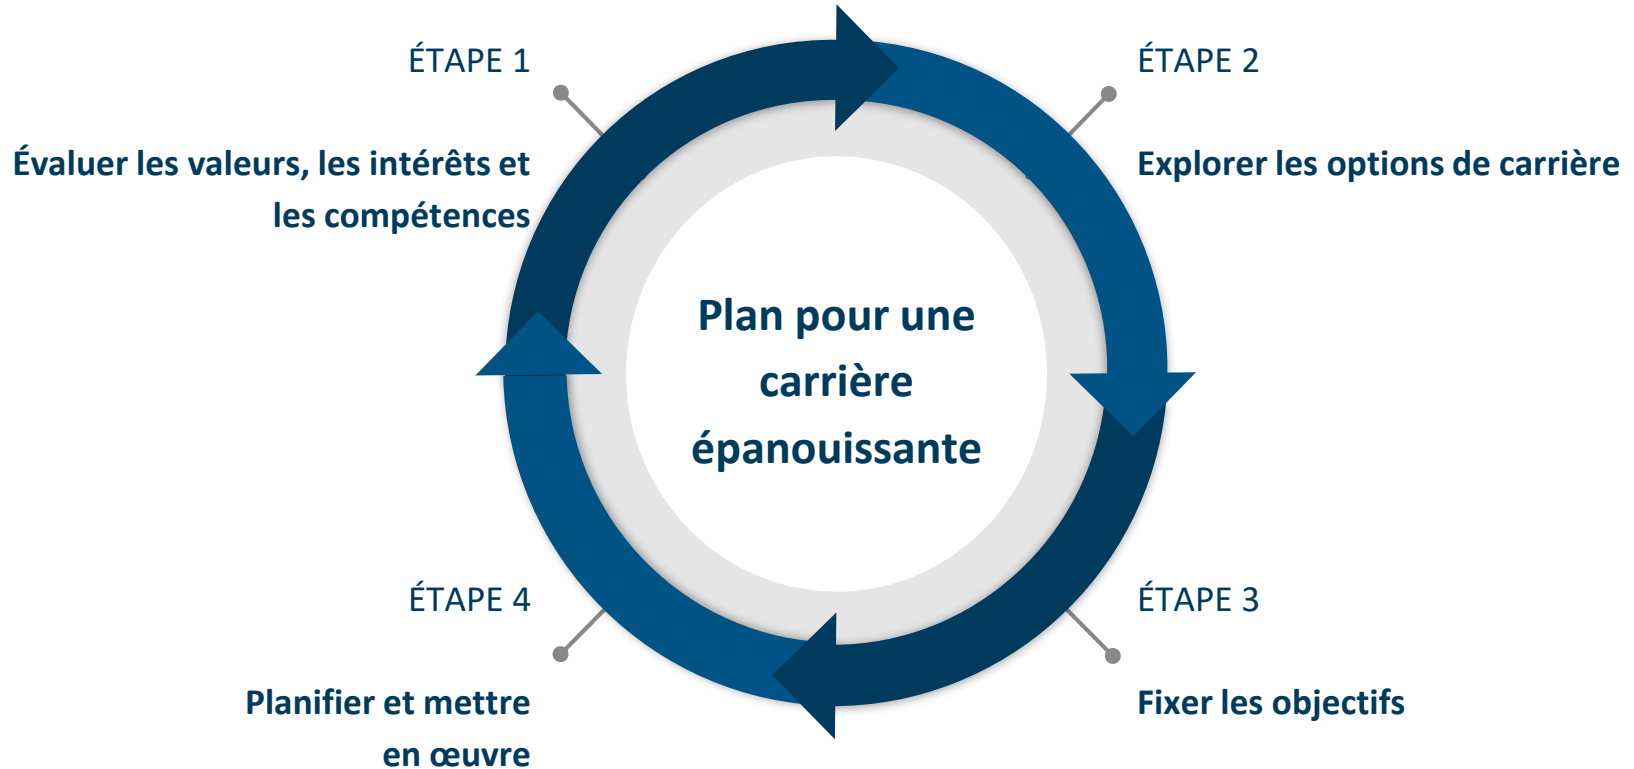 ÉTAPE 1
Évaluer les valeurs, les intérêts et
les compétences
ÉTAPE 2
Explorer les options de carrière
Plan pour une
carrière
épanouissante
ÉTAPE 3
Fixer les objectifs
ÉTAPE 4
Planifier et mettre
en œuvre